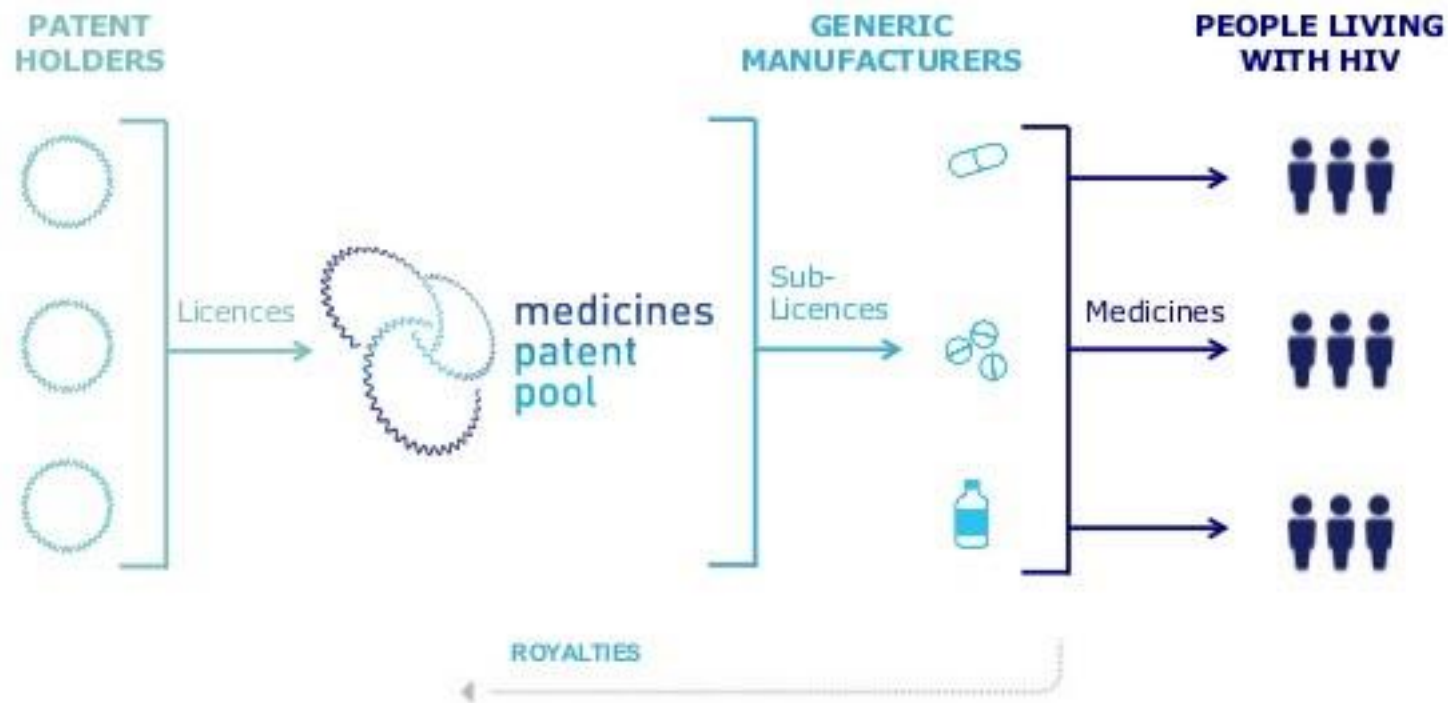 PATENT
HOLDERS
GENERIC
MANUFACTURERS
PEOPLE LIVING
WITH HIV
Licences
medicines
patent
pool
Sub-
Licences
Medicines
ROYALTIES